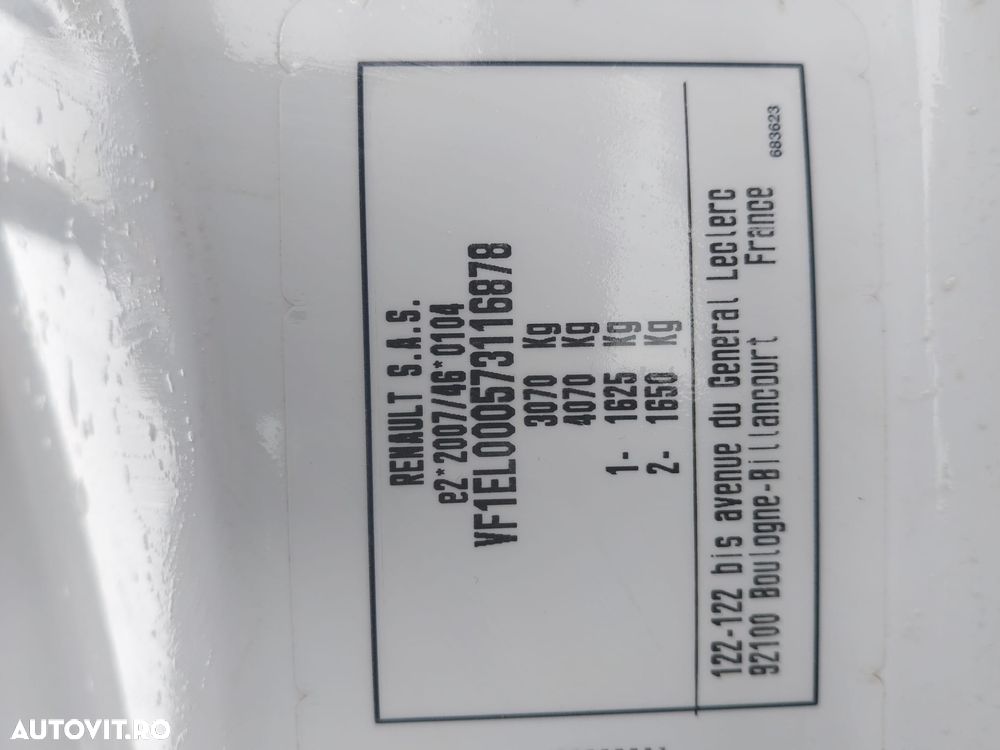 RENAULT S.A.S.
e2*2007/46*0104
VF1EL000573116878
3070 Kg
4070 Kg
1- 1625 Kg
2- 1650 Kg
122-122 bis avenue du General Leclerc
92100 Boulogne-Billancourt France
683623
AUTOVIT.RO